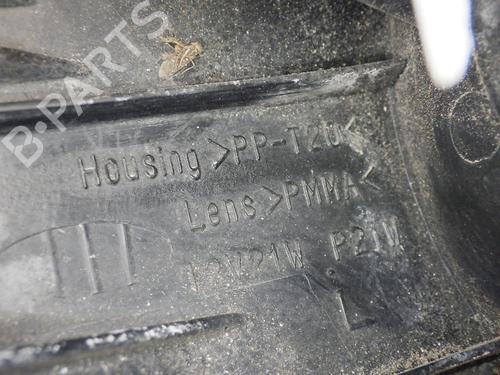 B-PARTS
Housing >PP-T20<
Lens >PMMA<
12V21W P21W
L